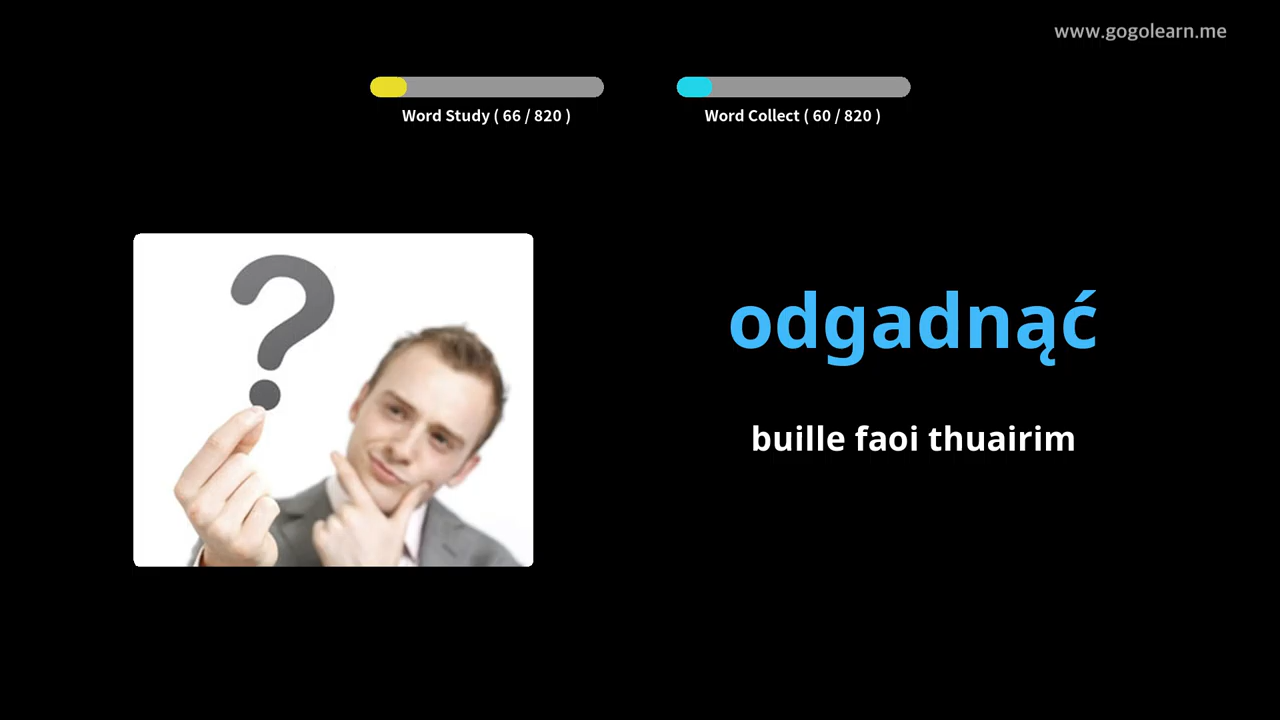 www.gogolearn.me
Word Study ( 66 / 820 )
Word Collect ( 60 / 820 )
odgadnąć
buille faoi thuairim